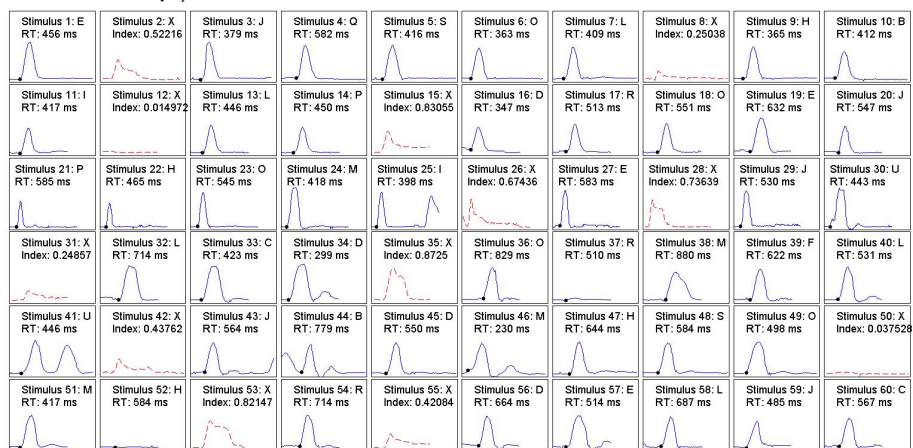 Stimulus 1: E
RT: 456 ms
Stimulus 2: X
Index: 0.52216
Stimulus 3: J
RT: 379 ms
Stimulus 4: Q
RT: 582 ms
Stimulus 5: S
RT: 416 ms
Stimulus 6: O
RT: 363 ms
Stimulus 7: L
RT: 409 ms
Stimulus 8: X
Index: 0.25038
Stimulus 9: H
RT: 365 ms
Stimulus 10: B
RT: 412 ms
Stimulus 11: I
RT: 417 ms
Stimulus 12: X
Index: 0.014972
Stimulus 13: L
RT: 446 ms
Stimulus 14: P
RT: 450 ms
Stimulus 15: X
Index: 0.83055
Stimulus 16: D
RT: 347 ms
Stimulus 17: R
RT: 513 ms
Stimulus 18: O
RT: 551 ms
Stimulus 19: E
RT: 632 ms
Stimulus 20: J
RT: 547 ms
Stimulus 21: P
RT: 585 ms
Stimulus 22: H
RT: 465 ms
Stimulus 23: O
RT: 545 ms
Stimulus 24: M
RT: 418 ms
Stimulus 25: I
RT: 398 ms
Stimulus 26: X
Index: 0.67436
Stimulus 27: E
RT: 583 ms
Stimulus 28: X
Index: 0.73639
Stimulus 29: J
RT: 530 ms
Stimulus 30: U
RT: 443 ms
Stimulus 31: X
Index: 0.24857
Stimulus 32: L
RT: 714 ms
Stimulus 33: C
RT: 423 ms
Stimulus 34: D
RT: 299 ms
Stimulus 35: X
Index: 0.8725
Stimulus 36: O
RT: 829 ms
Stimulus 37: R
RT: 510 ms
Stimulus 38: M
RT: 880 ms
Stimulus 39: F
RT: 622 ms
Stimulus 40: L
RT: 531 ms
Stimulus 41: U
RT: 446 ms
Stimulus 42: X
Index: 0.43762
Stimulus 43: J
RT: 564 ms
Stimulus 44: B
RT: 779 ms
Stimulus 45: D
RT: 550 ms
Stimulus 46: M
RT: 230 ms
Stimulus 47: H
RT: 644 ms
Stimulus 48: S
RT: 584 ms
Stimulus 49: O
RT: 498 ms
Stimulus 50: X
Index: 0.037528
Stimulus 51: M
RT: 417 ms
Stimulus 52: H
RT: 584 ms
Stimulus 53: X
Index: 0.82147
Stimulus 54: R
RT: 714 ms
Stimulus 55: X
Index: 0.42084
Stimulus 56: D
RT: 664 ms
Stimulus 57: E
RT: 514 ms
Stimulus 58: L
RT: 687 ms
Stimulus 59: J
RT: 485 ms
Stimulus 60: C
RT: 567 ms